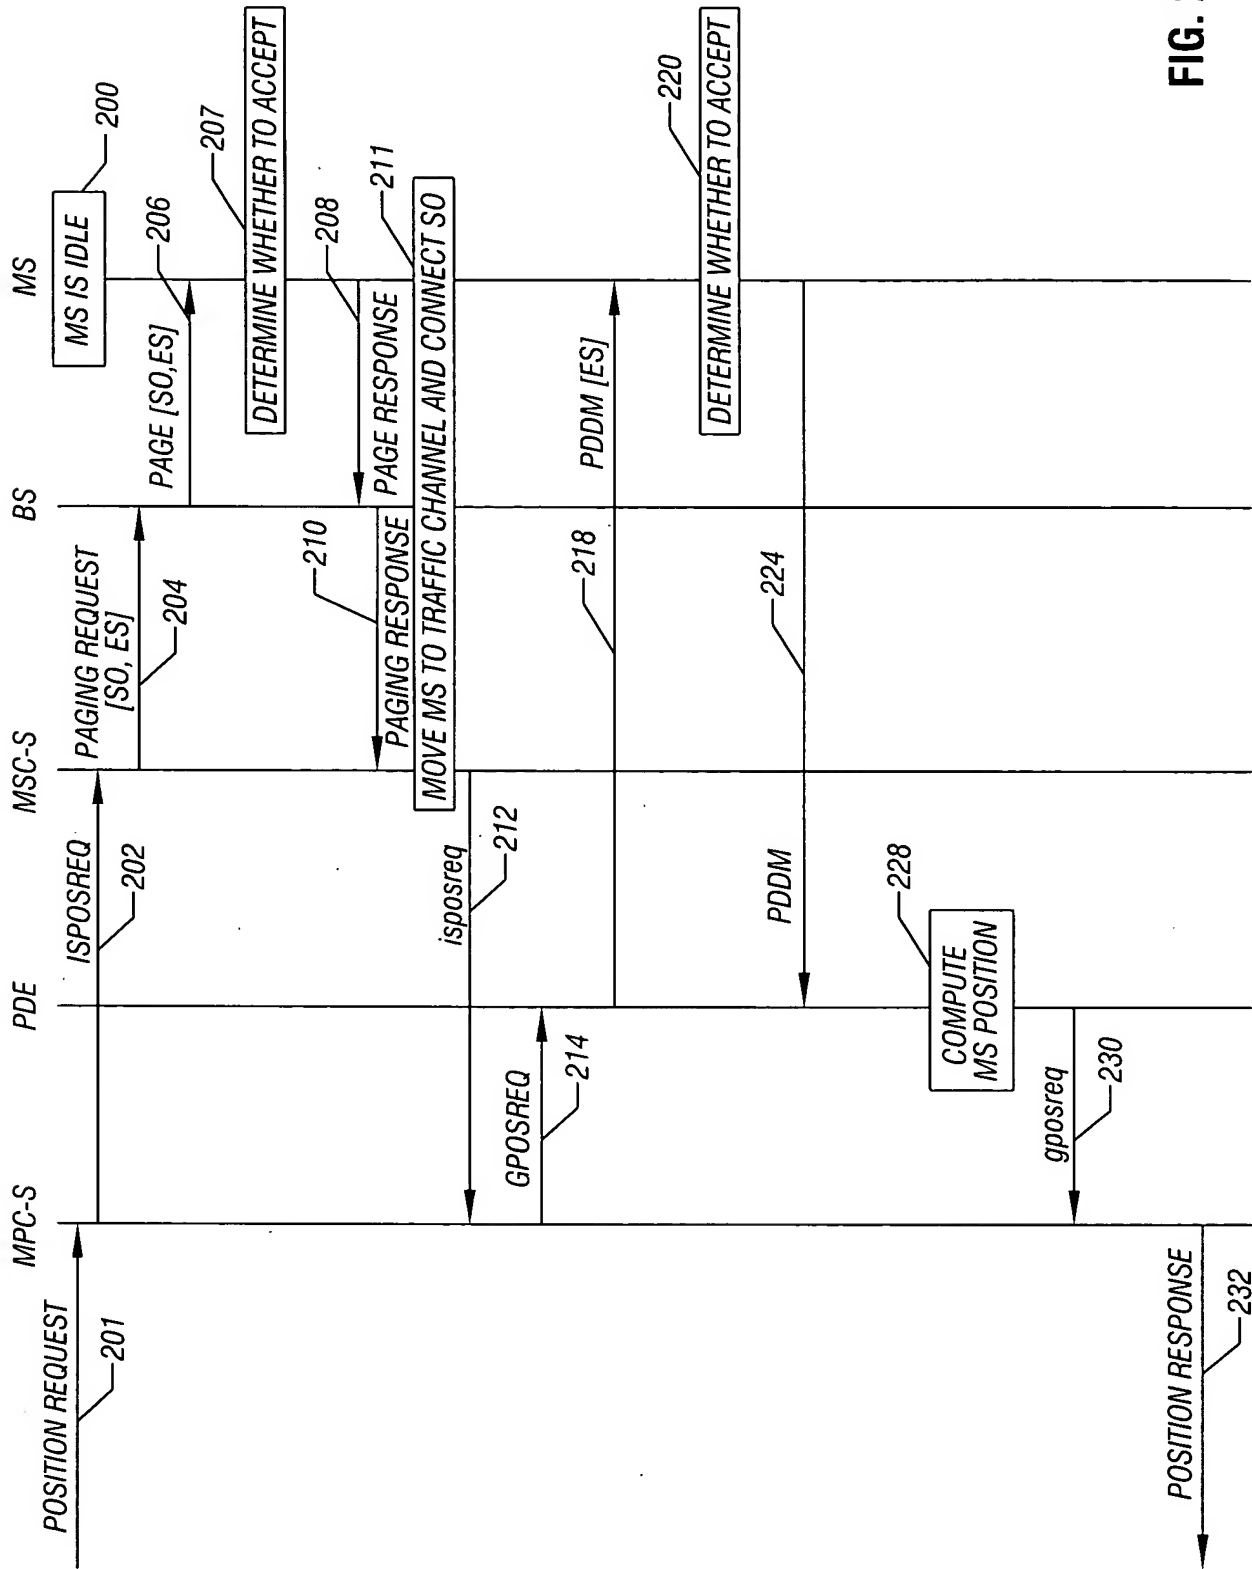 MPC-S
PDE
MSC-S
BS
MS
MS IS IDLE
200
POSITION REQUEST
201
ISPOSREQ
202
PAGING REQUEST
[SO, ES]
204
PAGE [SO,ES]
206
DETERMINE WHETHER TO ACCEPT
207
PAGE RESPONSE
208
PAGING RESPONSE
210
MOVE MS TO TRAFFIC CHANNEL AND CONNECT SO
211
isposreq
212
GPOSREQ
214
PDDM [ES]
218
DETERMINE WHETHER TO ACCEPT
220
PDDM
224
COMPUTE
MS POSITION
228
gposreq
230
POSITION RESPONSE
232
FIG.